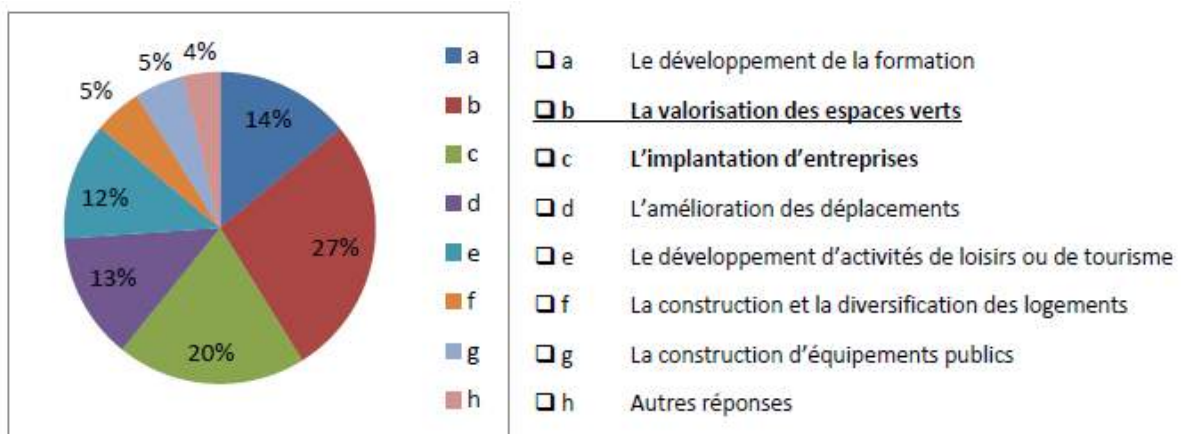 4%
5%
5%
14%
12%
27%
13%
20%
a
b
c
d
e
f
g
h
❑ a Le développement de la formation
❑ b La valorisation des espaces verts
❑ c L'implantation d'entreprises
❑ d L'amélioration des déplacements
❑ e Le développement d'activités de loisirs ou de tourisme
❑ f La construction et la diversification des logements
❑ g La construction d'équipements publics
❑ h Autres réponses